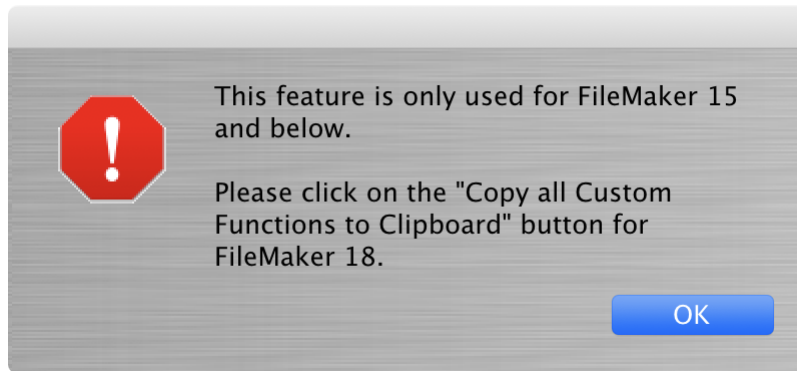 This feature is only used for FileMaker 15
and below.
Please click on the "Copy all Custom
Functions to Clipboard" button for
FileMaker 18.
OK